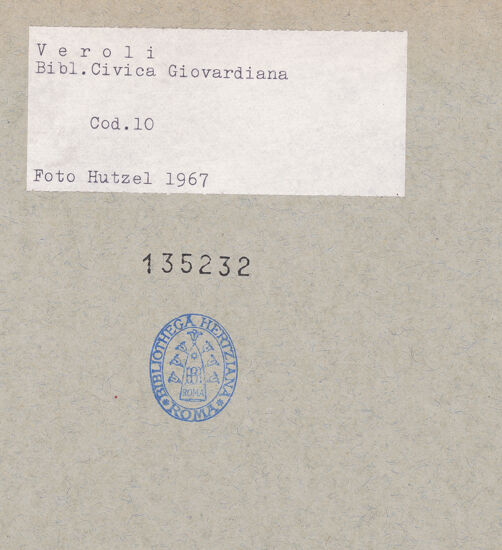 V e r o l i
Bibl.Civica Giovardiana
Cod.10
Foto Hutzel 1967
135232
BIBLIOTHECA HERTZIANA
ROMA
ROMA